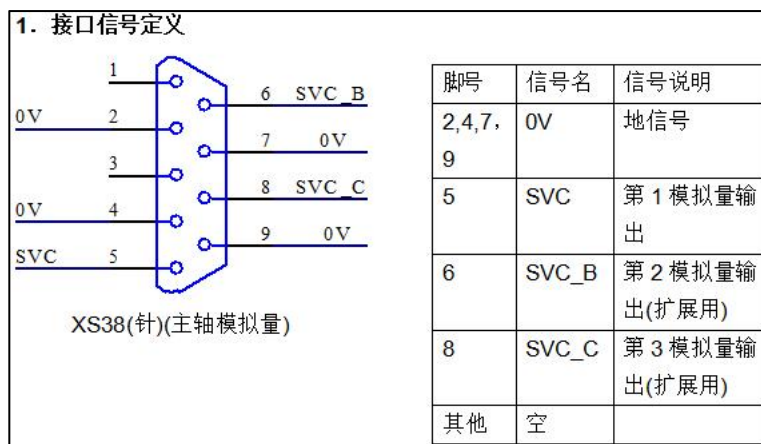 1. 接口信号定义
1
6 SVC_B
0V 2
7 0V
3
8 SVC_C
0V 4
9 0V
SVC 5
XS38(针)(主轴模拟量)
脚号 信号名 信号说明
2,4,7, 0V 地信号
9
5 SVC 第1模拟量输
出
6 SVC_B 第2模拟量输
出(扩展用)
8 SVC_C 第3模拟量输
出(扩展用)
其他 空